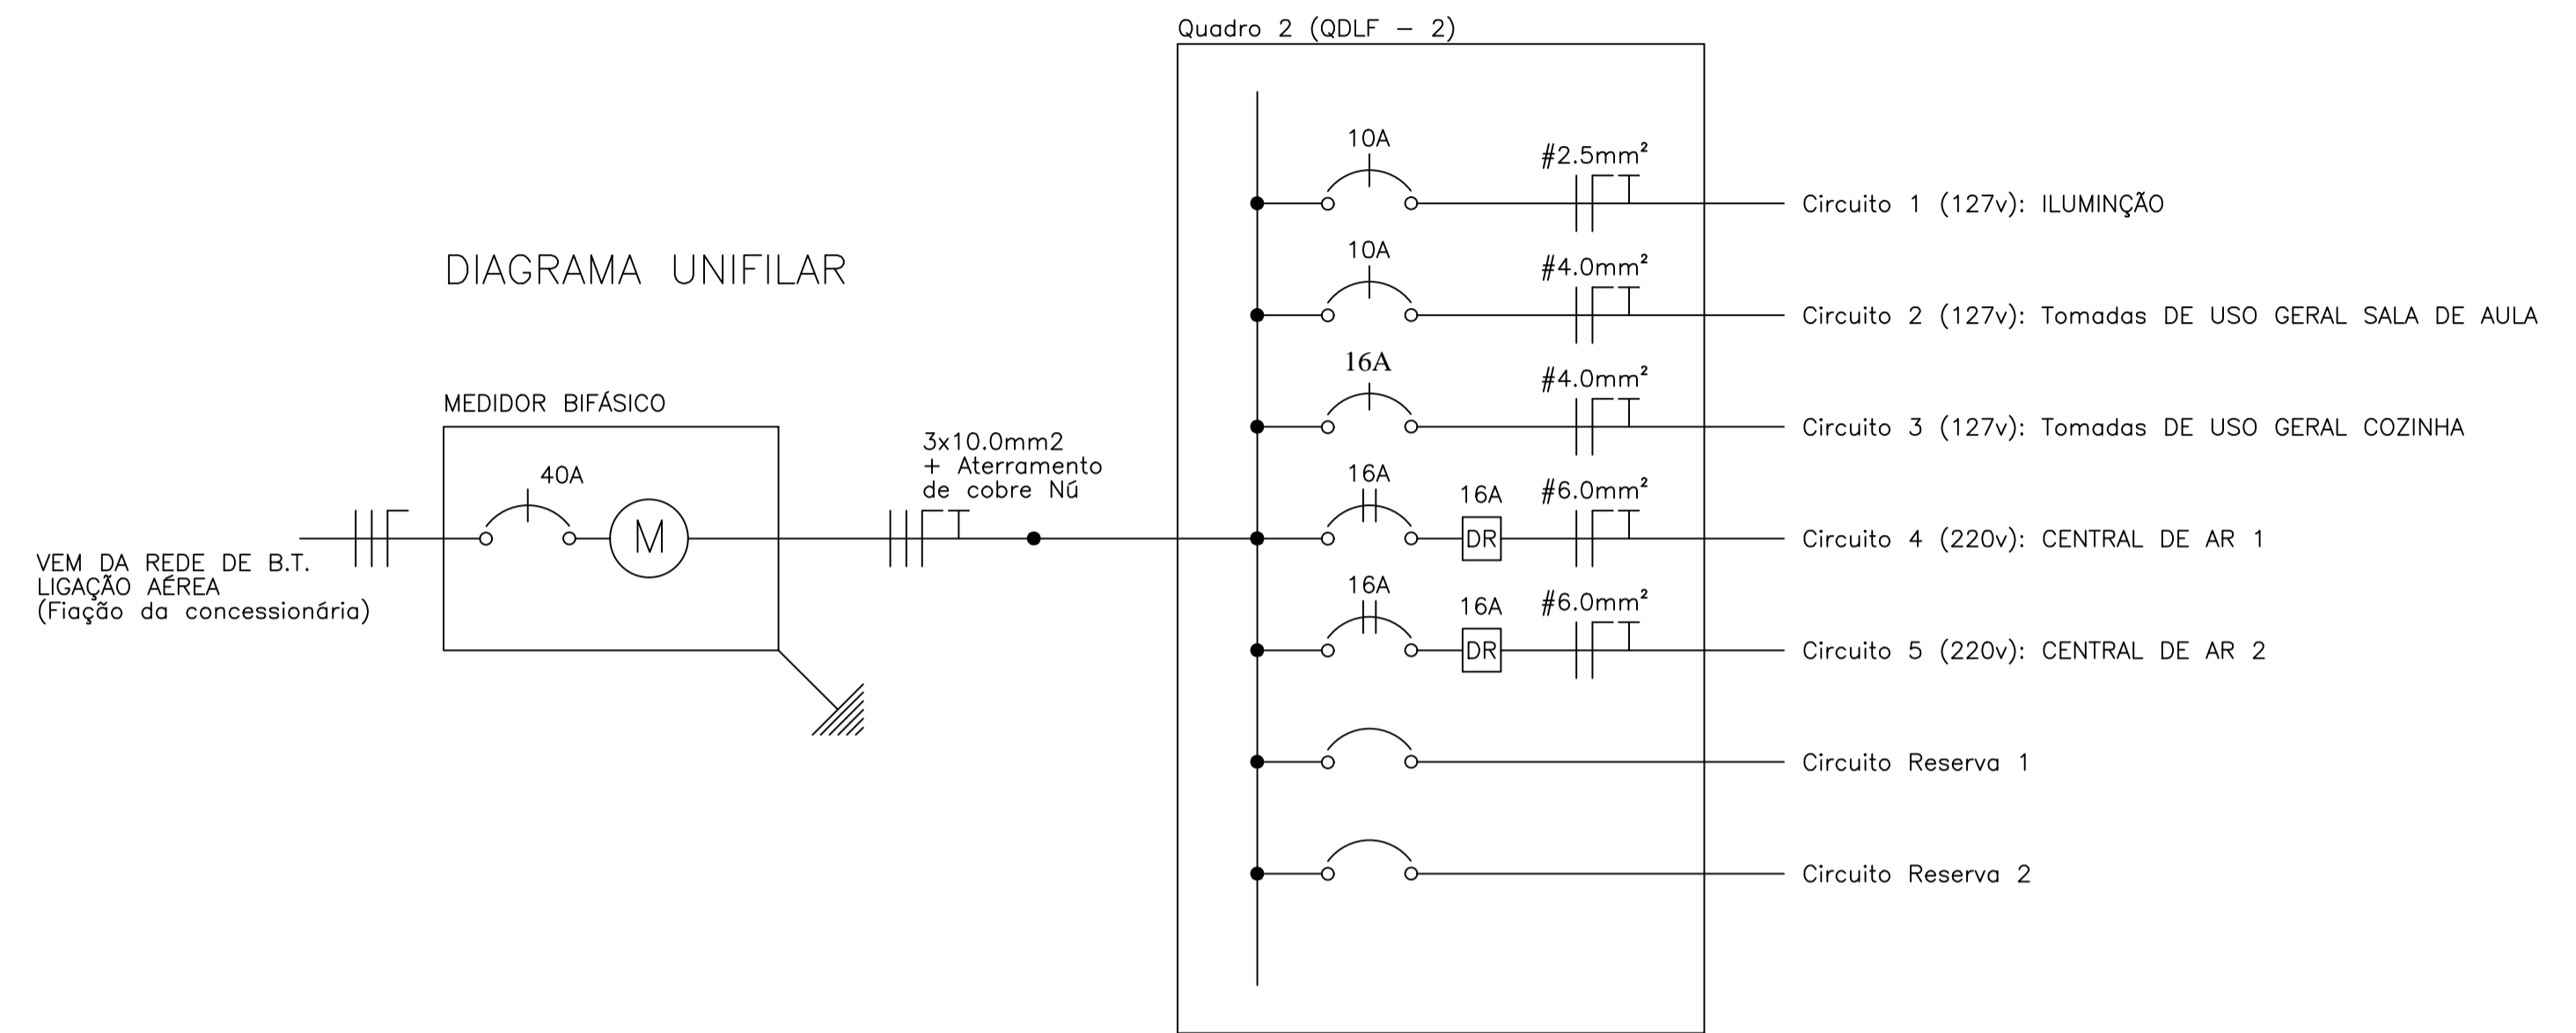 Quadro 2 (QDLF - 2)
DIAGRAMA UNIFILAR
VEM DA REDE DE B.T.
LIGAÇÃO AÉREA
(Fiação da concessionária)
MEDIDOR BIFÁSICO
40A
M
3x10.0mm2
+ Aterramento
de cobre Nú
10A
#2.5mm²
Circuito 1 (127v): ILUMINÇÃO
10A
#4.0mm²
Circuito 2 (127v): Tomadas DE USO GERAL SALA DE AULA
16A
#4.0mm²
Circuito 3 (127v): Tomadas DE USO GERAL COZINHA
16A
16A
#6.0mm²
DR
Circuito 4 (220v): CENTRAL DE AR 1
16A
16A
#6.0mm²
DR
Circuito 5 (220v): CENTRAL DE AR 2
Circuito Reserva 1
Circuito Reserva 2